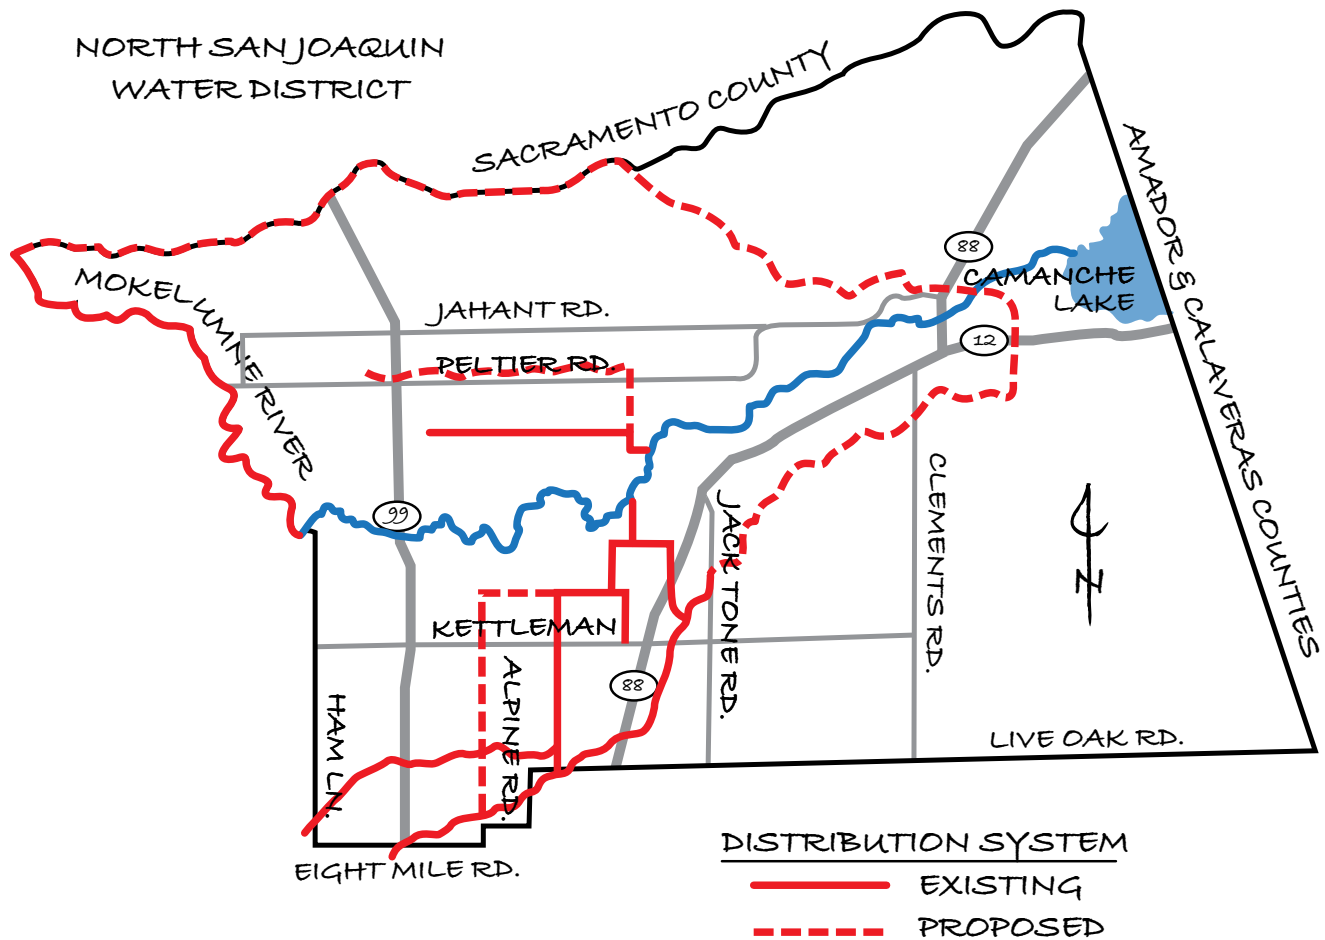 NORTH SAN JOAQUIN
WATER DISTRICT
SACRAMENTO COUNTY
AMADOR & CALAVERAS COUNTIES
88
CAMANCHE
LAKE
MOKELUMNE RIVER
JAHANT RD.
12
PELTIER RD.
99
CLEMENTS RD.
JACK TONE RD.
N
KETTLEMAN
ALPINE RD.
88
HAM LN.
LIVE OAK RD.
EIGHT MILE RD.
DISTRIBUTION SYSTEM
EXISTING
PROPOSED